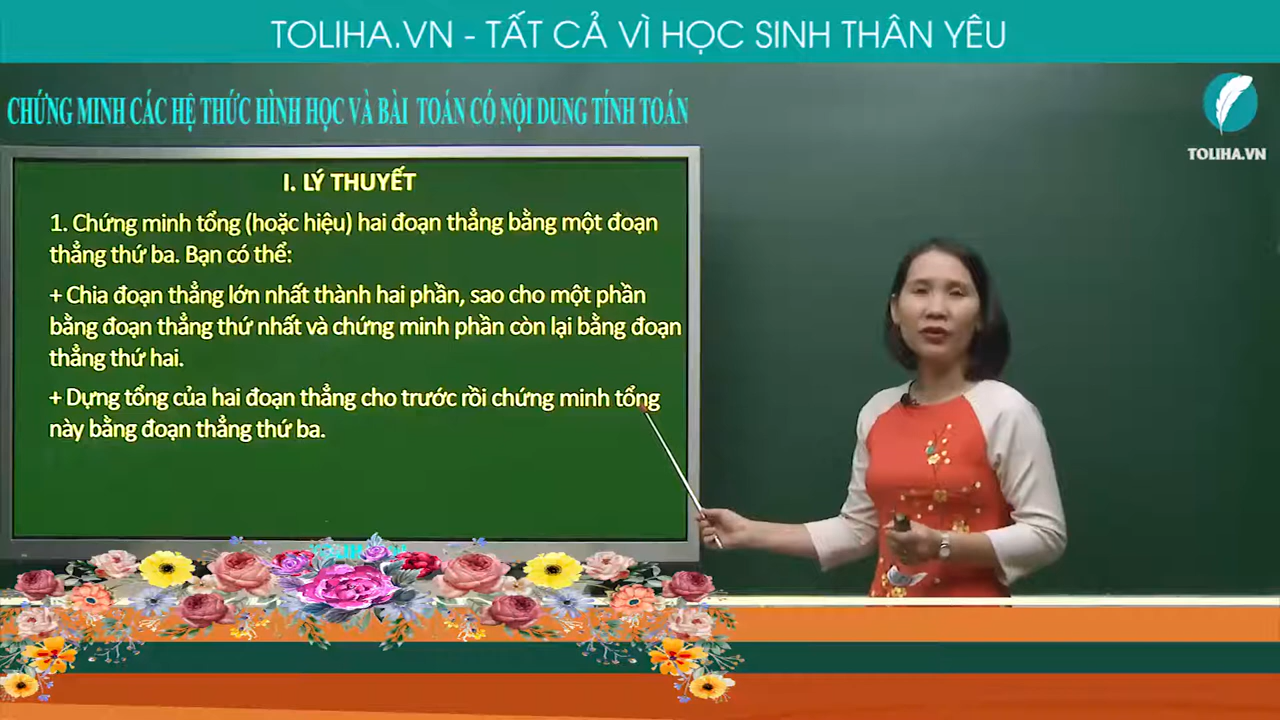 TOLIHA.VN - TẤT CẢ VÌ HỌC SINH THÂN YÊU
CHỨNG MINH CÁC HỆ THỨC HÌNH HỌC VÀ BÀI TOÁN CÓ NỘI DUNG TÍNH TOÁN
TOLIHA.VN
I. LÝ THUYẾT
1. Chứng minh tổng (hoặc hiệu) hai đoạn thẳng bằng một đoạn
thẳng thứ ba. Bạn có thể:
+ Chia đoạn thẳng lớn nhất thành hai phần, sao cho một phần
bằng đoạn thẳng thứ nhất và chứng minh phần còn lại bằng đoạn
thẳng thứ hai.
+ Dựng tổng của hai đoạn thẳng cho trước rồi chứng minh tổng
này bằng đoạn thẳng thứ ba.